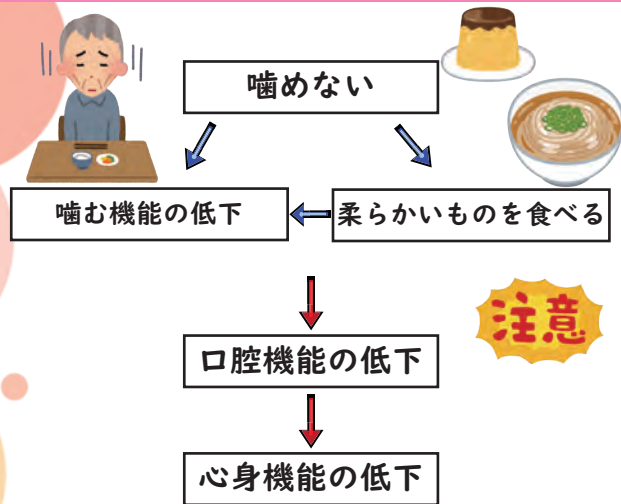 噛めない
噛む機能の低下
柔らかいものを食べる
注意
口腔機能の低下
心身機能の低下